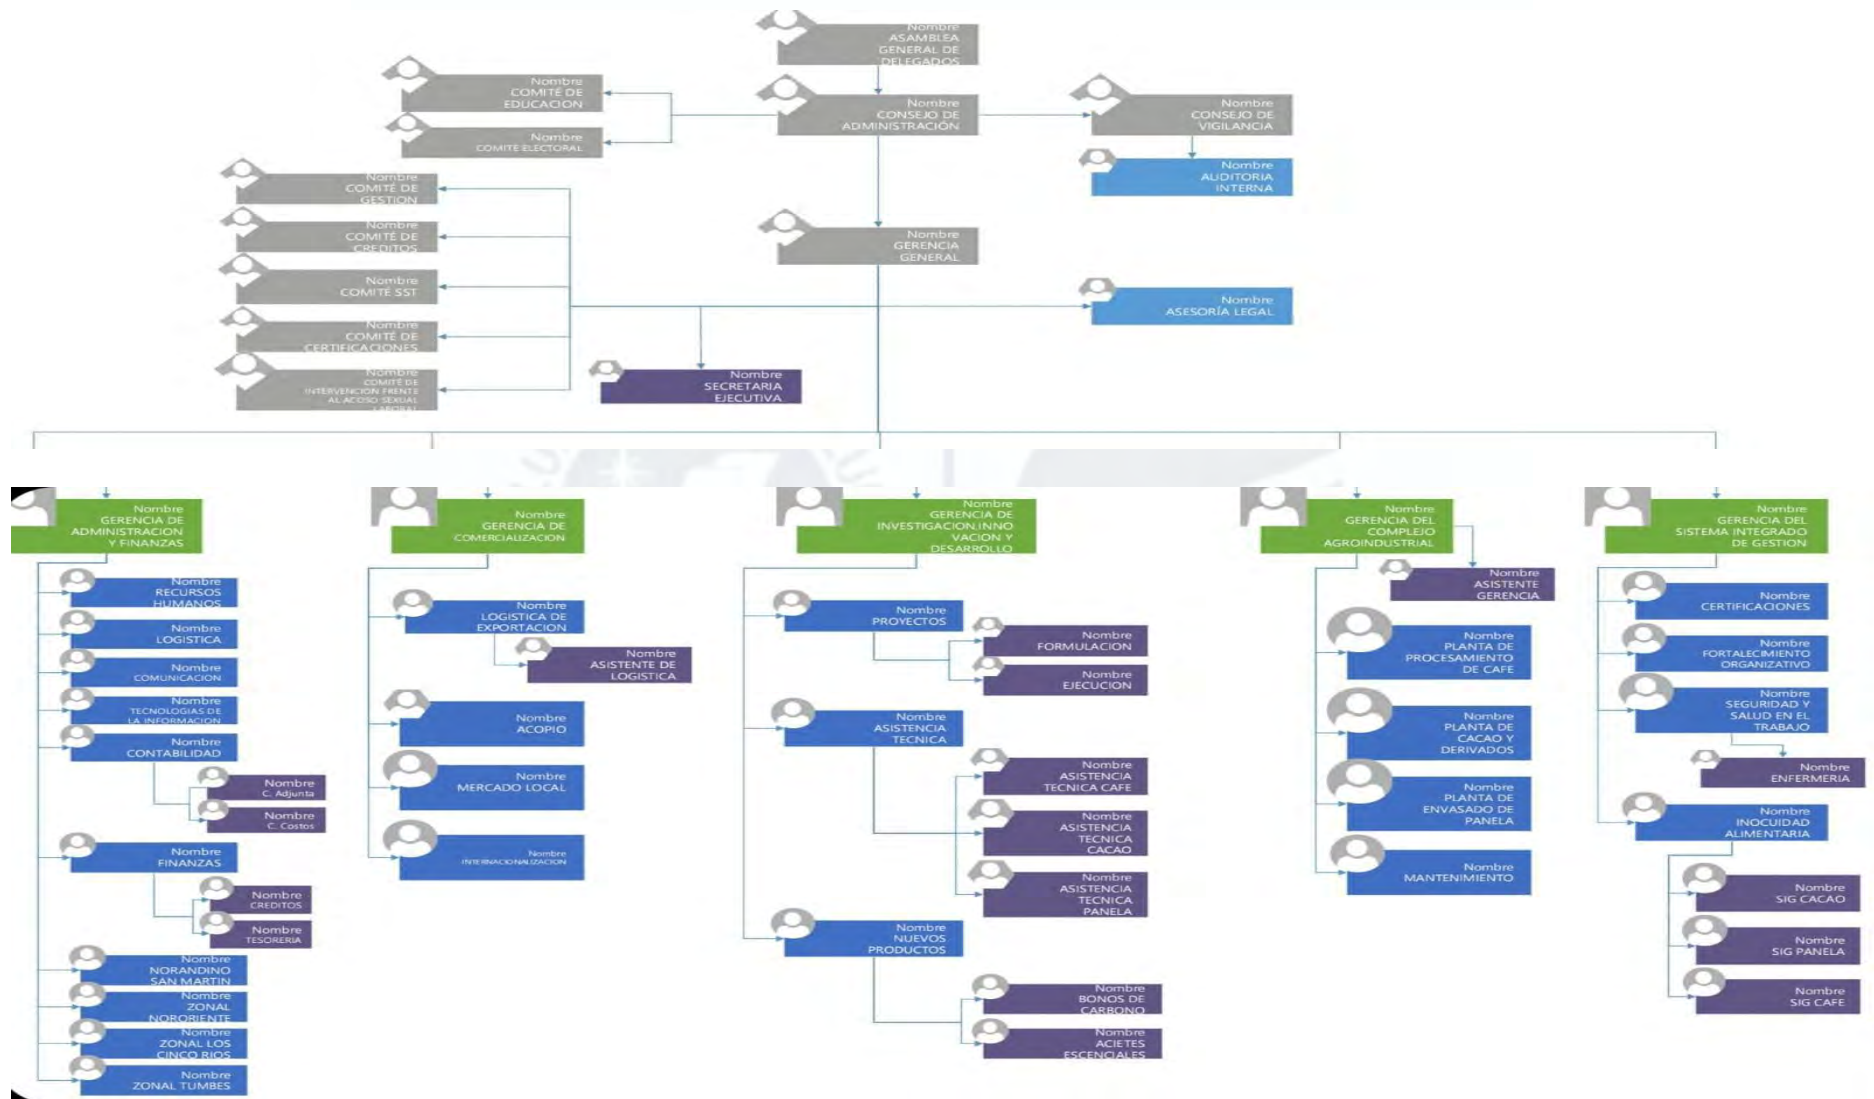 Nombre
ASAMBLEA
GENERAL DE
DELEGADOS
Nombre
COMITÉ DE
EDUCACION
Nombre
COMITÉ ELECTORAL
Nombre
CONSEJO DE
ADMINISTRACIÓN
Nombre
CONSEJO DE
VIGILANCIA
Nombre
AUDITORIA
INTERNA
Nombre
COMITÉ DE
GESTION
Nombre
COMITÉ DE
CREDITOS
Nombre
COMITÉ SST
Nombre
COMITÉ DE
CERTIFICACIONES
Nombre
COMITÉ DE
INTERVENCION FRENTE
AL ACOSO SEXUAL
LABORAL
Nombre
GERENCIA
GENERAL
Nombre
ASESORÍA LEGAL
Nombre
SECRETARIA
EJECUTIVA
Nombre
GERENCIA DE
ADMINISTRACION
Y FINANZAS
Nombre
RECURSOS
HUMANOS
Nombre
LOGISTICA
Nombre
COMUNICACION
Nombre
TECNOLOGIAS DE
LA INFORMACION
Nombre
CONTABILIDAD
Nombre
C. Adjunta
Nombre
C. Costos
Nombre
FINANZAS
Nombre
CREDITOS
Nombre
TESORERIA
Nombre
NORANDINO
SAN MARTIN
Nombre
ZONAL
NORORIENTE
Nombre
ZONAL LOS
CINCO RIOS
Nombre
ZONAL TUMBES
Nombre
GERENCIA DE
COMERCIALIZACION
Nombre
LOGISTICA DE
EXPORTACION
Nombre
ASISTENTE DE
LOGISTICA
Nombre
ACOPIO
Nombre
MERCADO LOCAL
Nombre
INTERNACIONALIZACION
Nombre
GERENCIA DE
INVESTIGACION,INNO
VACION Y
DESARROLLO
Nombre
PROYECTOS
Nombre
FORMULACION
Nombre
EJECUCION
Nombre
ASISTENCIA
TECNICA
Nombre
ASISTENCIA
TECNICA CAFE
Nombre
ASISTENCIA
TECNICA
CACAO
Nombre
ASISTENCIA
TECNICA
PANELA
Nombre
NUEVOS
PRODUCTOS
Nombre
BONOS DE
CARBONO
Nombre
ACIETES
ESCENCIALES
Nombre
GERENCIA DEL
COMPLEJO
AGROINDUSTRIAL
Nombre
ASISTENTE
GERENCIA
Nombre
PLANTA DE
PROCESAMIENTO
DE CAFE
Nombre
PLANTA DE
CACAO Y
DERIVADOS
Nombre
PLANTA DE
ENVASADO DE
PANELA
Nombre
MANTENIMIENTO
Nombre
GERENCIA DEL
SISTEMA INTEGRADO
DE GESTION
Nombre
CERTIFICACIONES
Nombre
FORTALECIMIENTO
ORGANIZATIVO
Nombre
SEGURIDAD Y
SALUD EN EL
TRABAJO
Nombre
ENFERMERIA
Nombre
INOCUIDAD
ALIMENTARIA
Nombre
SIG CACAO
Nombre
SIG PANELA
Nombre
SIG CAFE